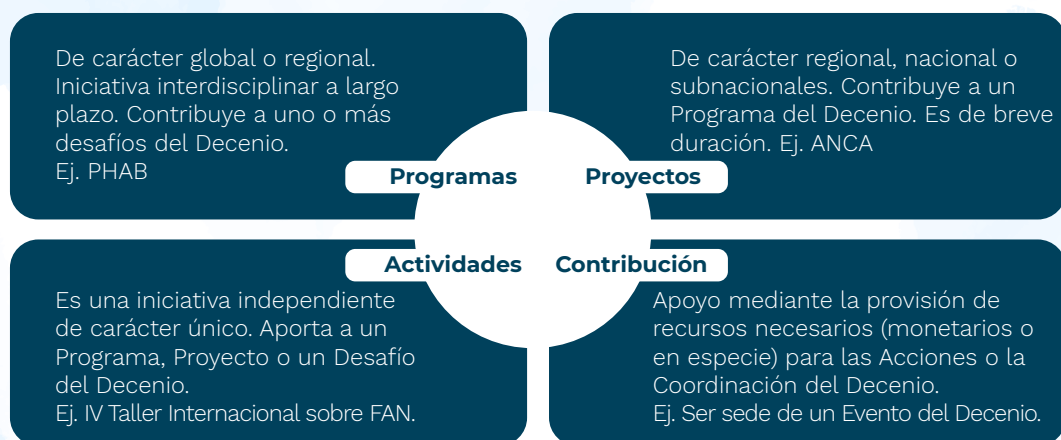 De carácter global o regional.
Iniciativa interdisciplinar a largo
plazo. Contribuye a uno o más
desafíos del Decenio.
Ej. PHAB
Programas
De carácter regional, nacional o
subnacionales. Contribuye a un
Programa del Decenio. Es de breve
duración. Ej. ANCA
Proyectos
Actividades
Es una iniciativa independiente
de carácter único. Aporta a un
Programa, Proyecto o un Desafío
del Decenio.
Ej. IV Taller Internacional sobre FAN.
Contribución
Apoyo mediante la provisión de
recursos necesarios (monetarios o
en especie) para las Acciones o la
Coordinación del Decenio.
Ej. Ser sede de un Evento del Decenio.